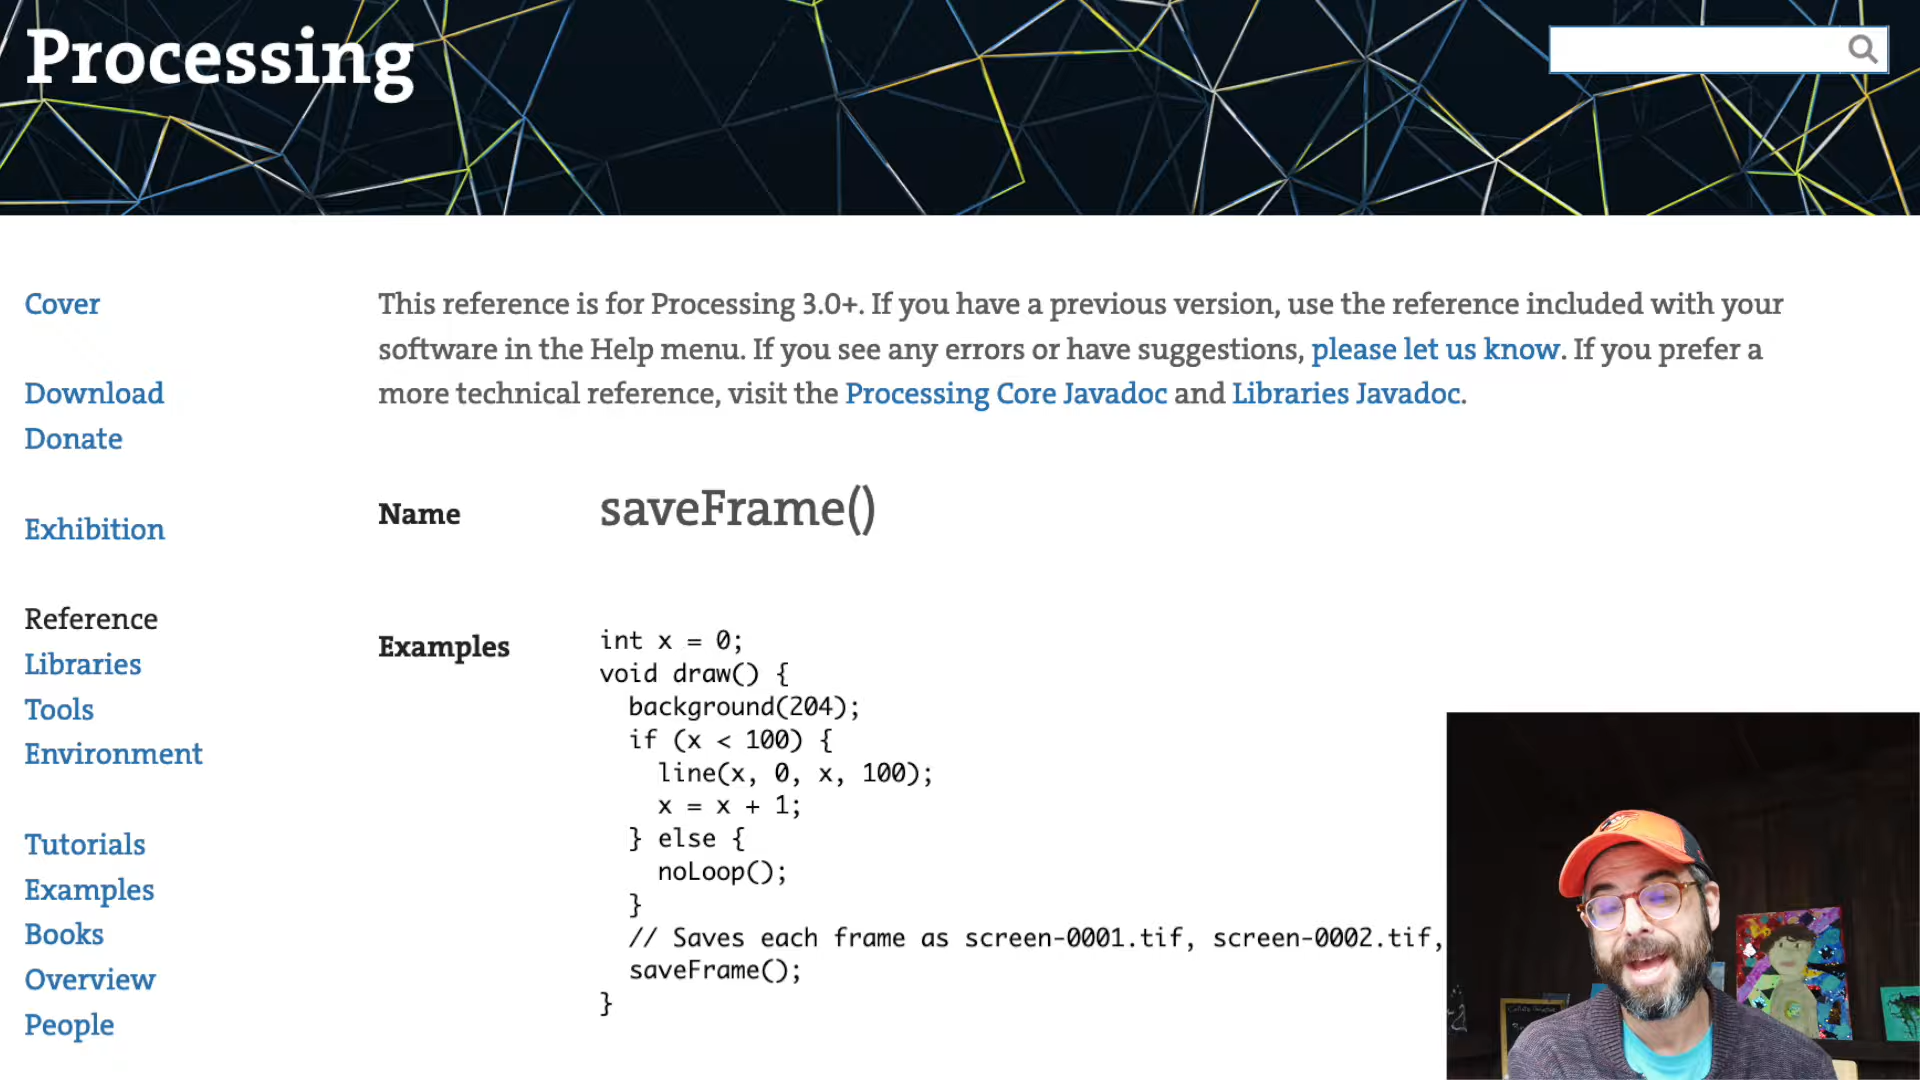 Processing
Cover
Download
Donate
Exhibition
Reference
Libraries
Tools
Environment
Tutorials
Examples
Books
Overview
People
This reference is for Processing 3.0+. If you have a previous version, use the reference included with your
software in the Help menu. If you see any errors or have suggestions, please let us know. If you prefer a
more technical reference, visit the Processing Core Javadoc and Libraries Javadoc.
Name
saveFrame()
Examples
int x = 0;
void draw() {
  background(204);
  if (x < 100) {
    line(x, 0, x, 100);
    x = x + 1;
  } else {
    noLoop();
  }
  // Saves each frame as screen-0001.tif, screen-0002.tif,
  saveFrame();
}